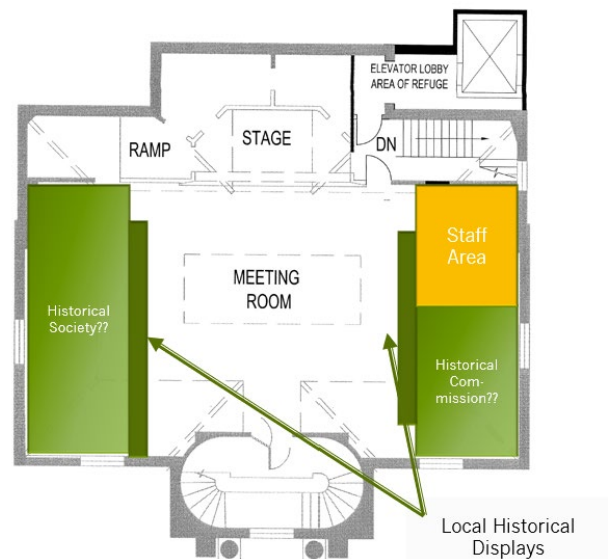 ELEVATOR LOBBY
AREA OF REFUGE
RAMP
STAGE
DN
Staff
Area
MEETING
ROOM
Historical
Society??
Historical
Com-
mission??
Local Historical
Displays